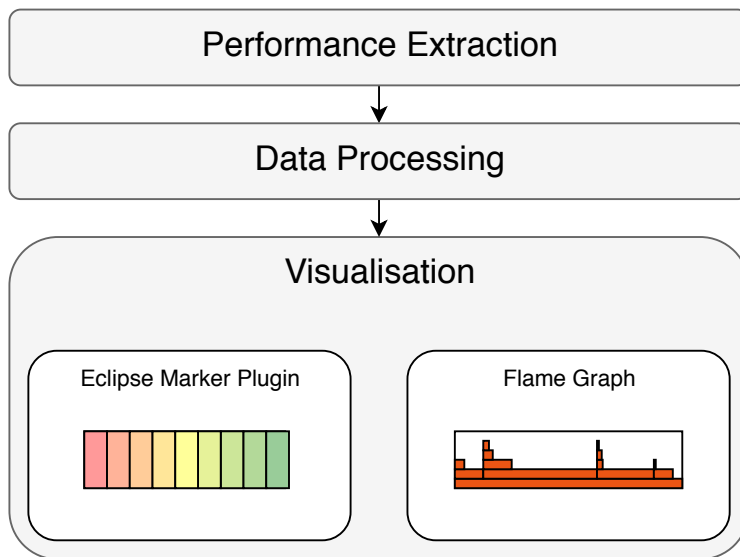 Performance Extraction
Data Processing
Visualisation
Eclipse Marker Plugin
Flame Graph